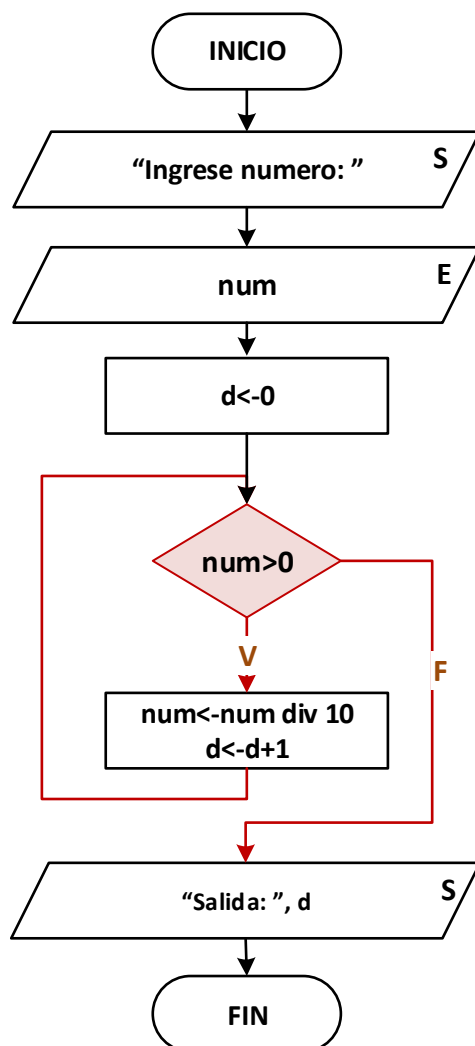 INICIO
“Ingrese numero: ” S
num E
d<-0
num>0
V
F
num<-num div 10
d<-d+1
“Salida: ”, d S
FIN